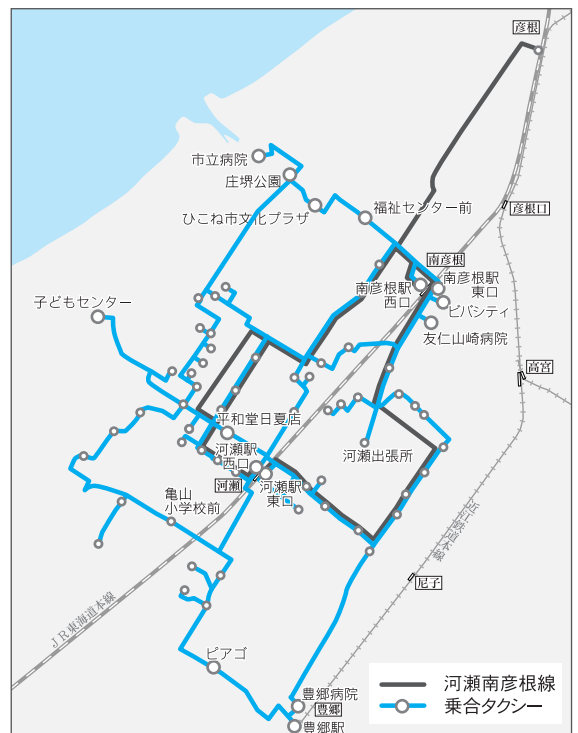 彦根
市立病院
庄堺公園
ひこね市文化プラザ
福祉センター前
彦根口
南彦根
南彦根駅
西口
南彦根駅
東口
ビバシティ
友仁山崎病院
子どもセンター
高宮
平和堂日夏店
河瀬駅
西口
河瀬出張所
河瀬
河瀬駅
東口
亀山
小学校前
近江鉄道本線
尼子
JR東海道本線
ピアゴ
豊郷病院
豊郷
豊郷駅
河瀬南彦根線
乗合タクシー